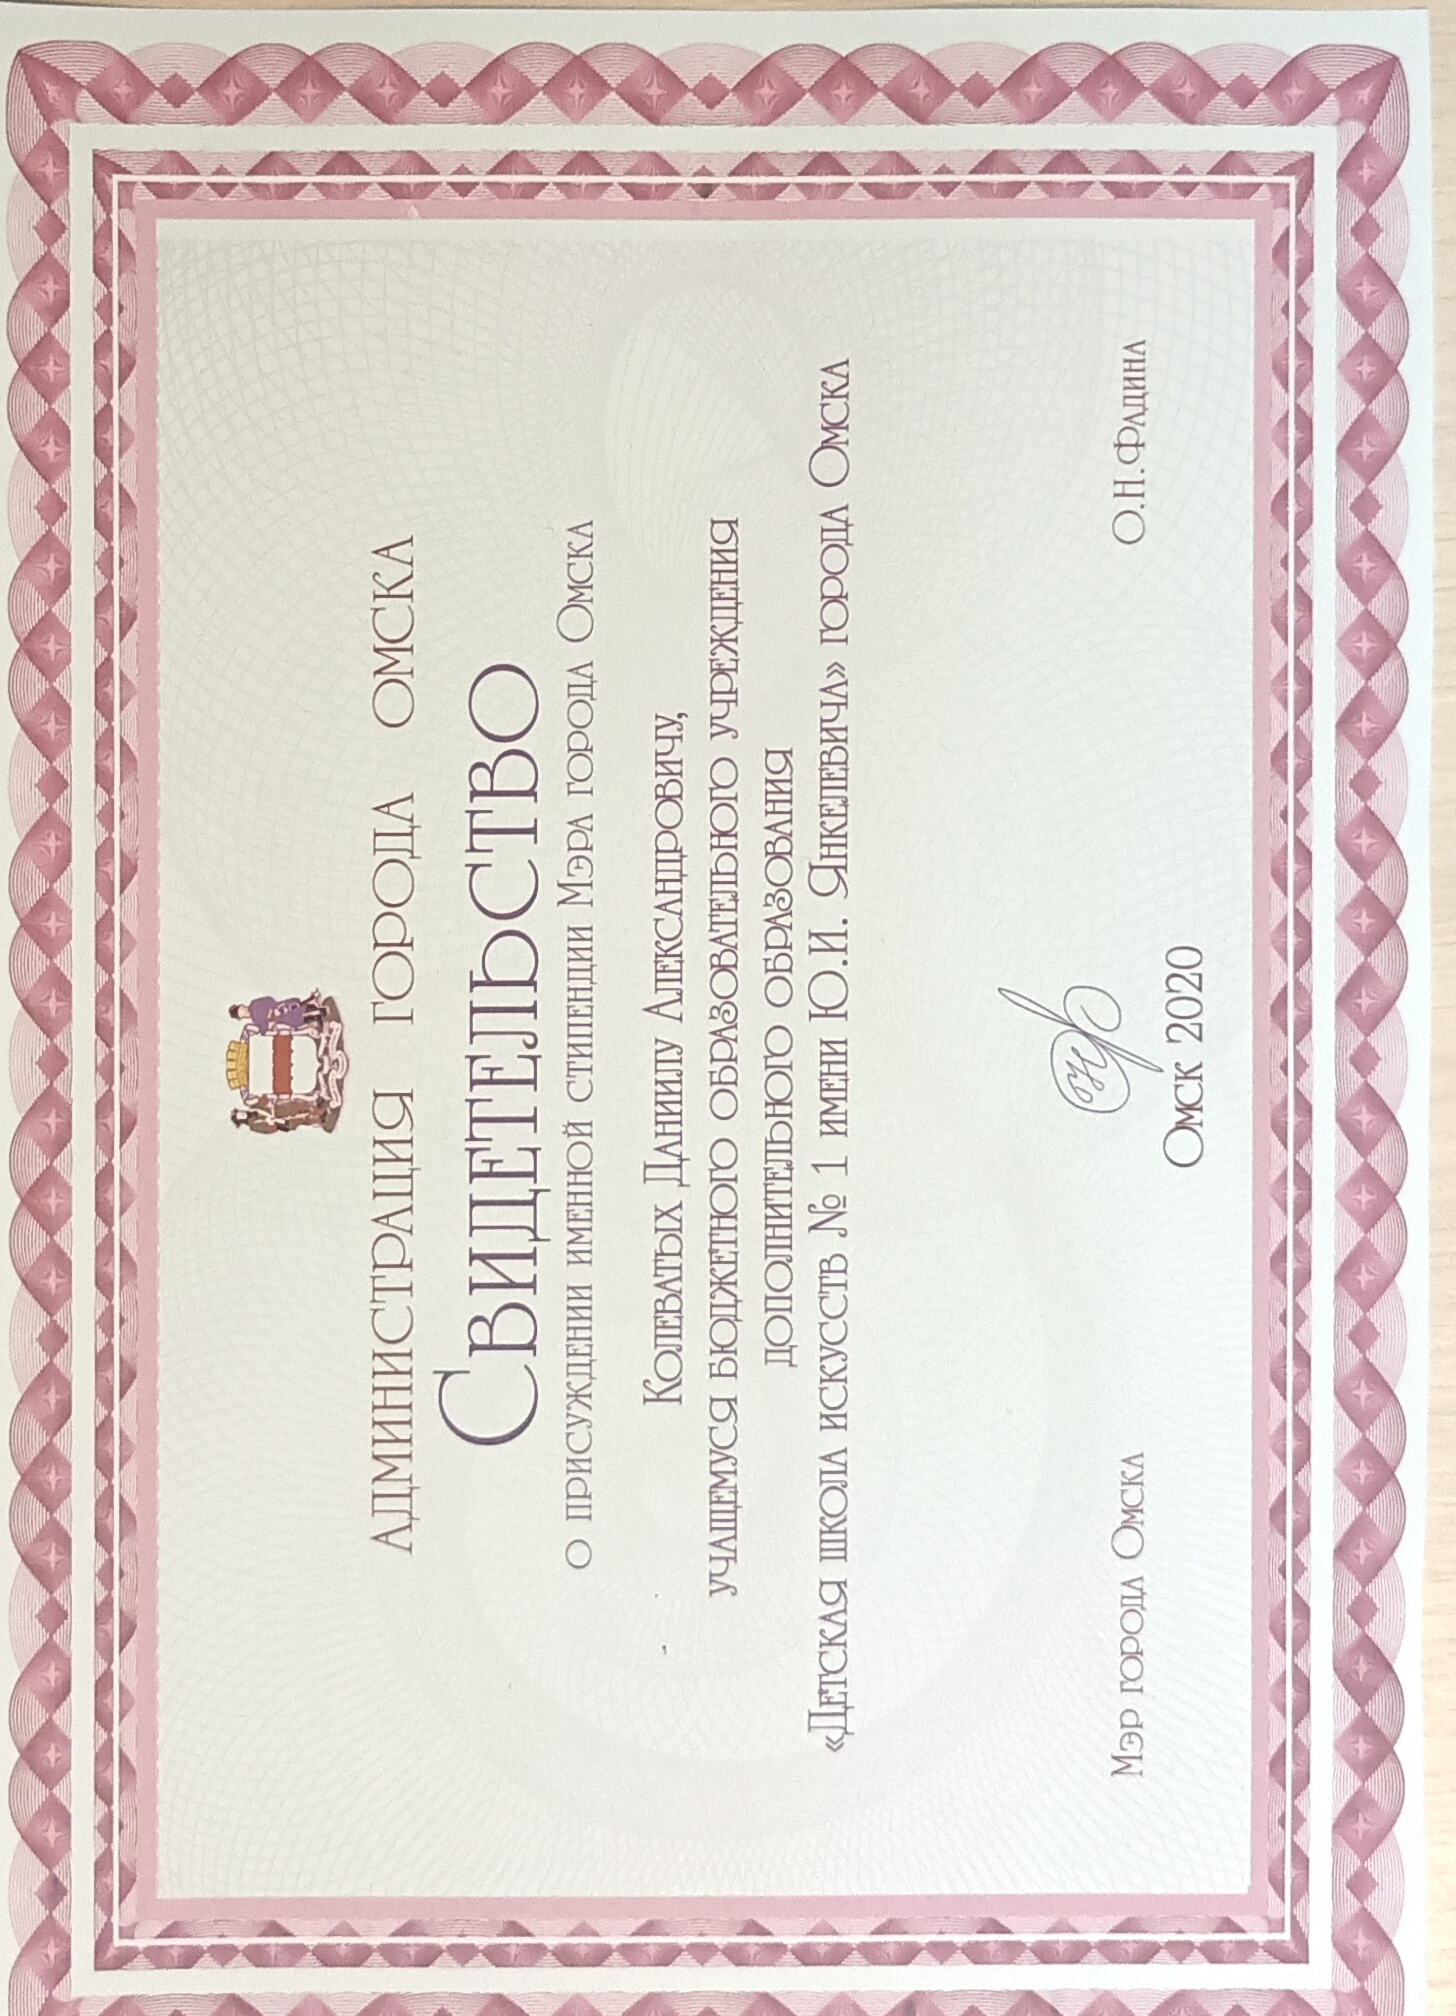 АДМИНИСТРАЦИЯ ГОРОДА ОМСКА
СВИДЕТЕЛЬСТВО
О ПРИСУЖДЕНИИ ИМЕННОЙ СТИПЕНДИИ МЭРА ГОРОДА ОМСКА
КОЛЕВАТЫХ ДАНИИЛУ АЛЕКСАНДРОВИЧУ,
УЧАЩЕМУСЯ БЮДЖЕТНОГО ОБРАЗОВАТЕЛЬНОГО УЧРЕЖДЕНИЯ
ДОПОЛНИТЕЛЬНОГО ОБРАЗОВАНИЯ
«ДЕТСКАЯ ШКОЛА ИСКУССТВ № 1 ИМЕНИ Ю.И. ЯНКЕЛЕВИЧА» ГОРОДА ОМСКА
МЭР ГОРОДА ОМСКА
О.Н.ФАДИНА
ОМСК 2020